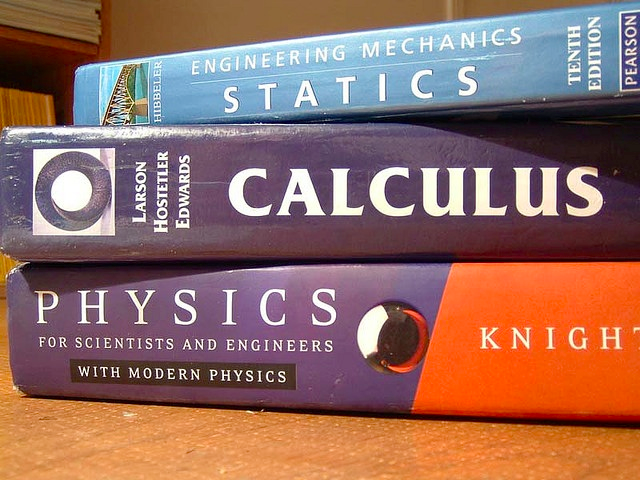 HIBBELER
ENGINEERING MECHANICS
STATICS
TENTH
EDITION
PEARSON
LARSON
HOSTETLER
EDWARDS
CALCULUS
PHYSICS
FOR SCIENTISTS AND ENGINEERS
WITH MODERN PHYSICS
KNIGHT